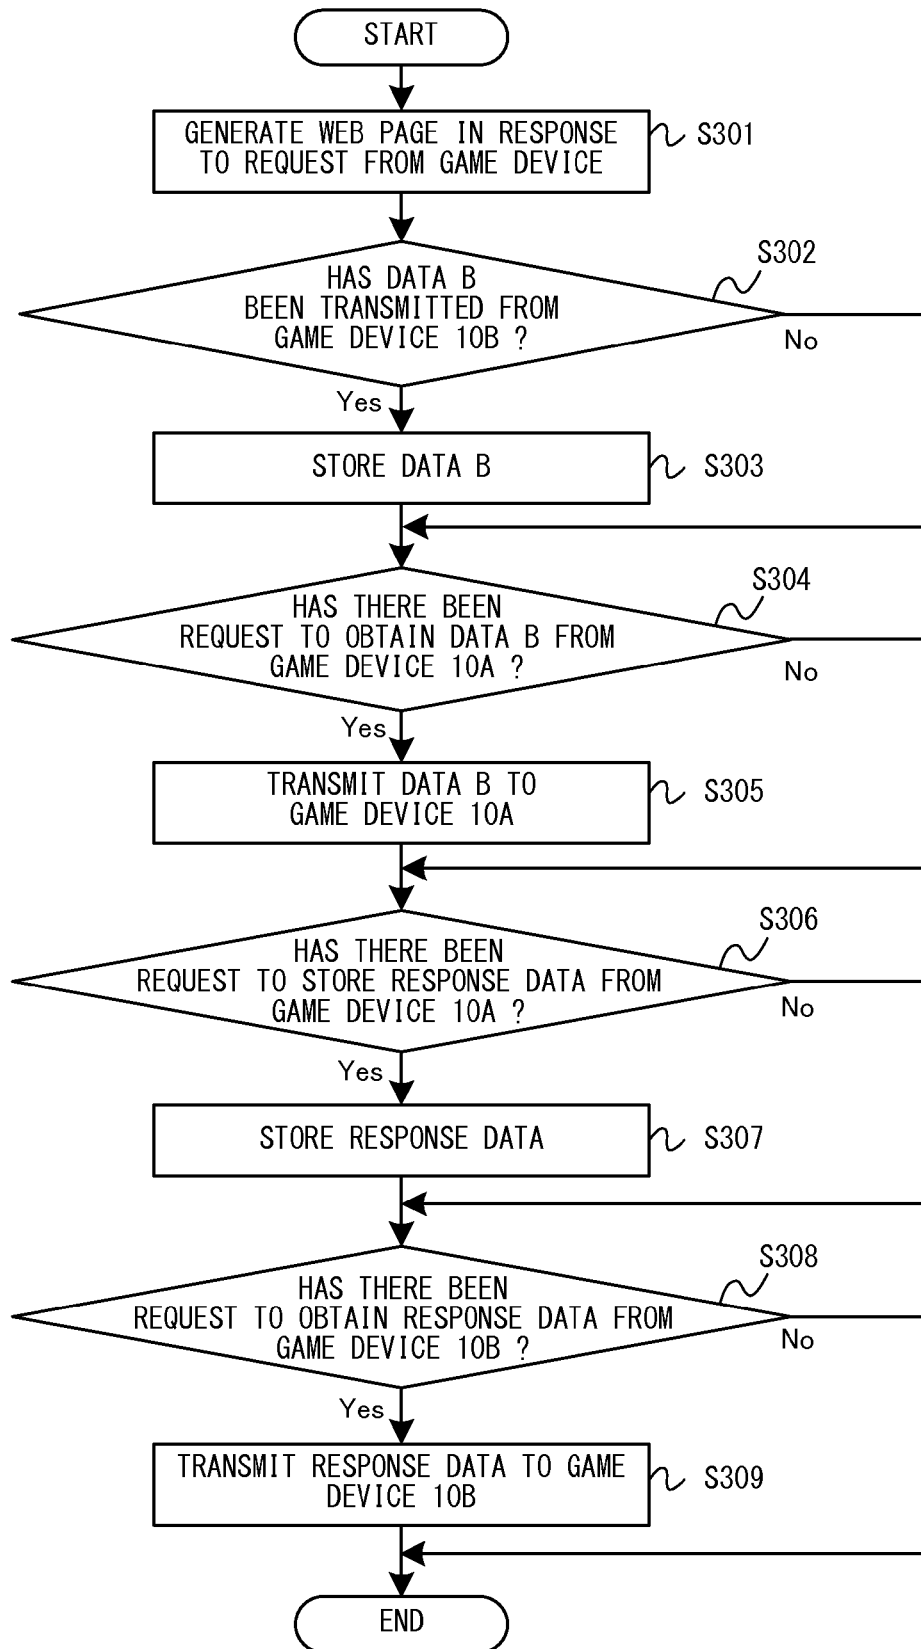 START
GENERATE WEB PAGE IN RESPONSE
TO REQUEST FROM GAME DEVICE
S301
S302
HAS DATA B
BEEN TRANSMITTED FROM
GAME DEVICE 10B ?
No
Yes
STORE DATA B
S303
S304
HAS THERE BEEN
REQUEST TO OBTAIN DATA B FROM
GAME DEVICE 10A ?
No
Yes
TRANSMIT DATA B TO
GAME DEVICE 10A
S305
S306
HAS THERE BEEN
REQUEST TO STORE RESPONSE DATA FROM
GAME DEVICE 10A ?
No
Yes
STORE RESPONSE DATA
S307
S308
HAS THERE BEEN
REQUEST TO OBTAIN RESPONSE DATA FROM
GAME DEVICE 10B ?
No
Yes
TRANSMIT RESPONSE DATA TO GAME
DEVICE 10B
S309
END